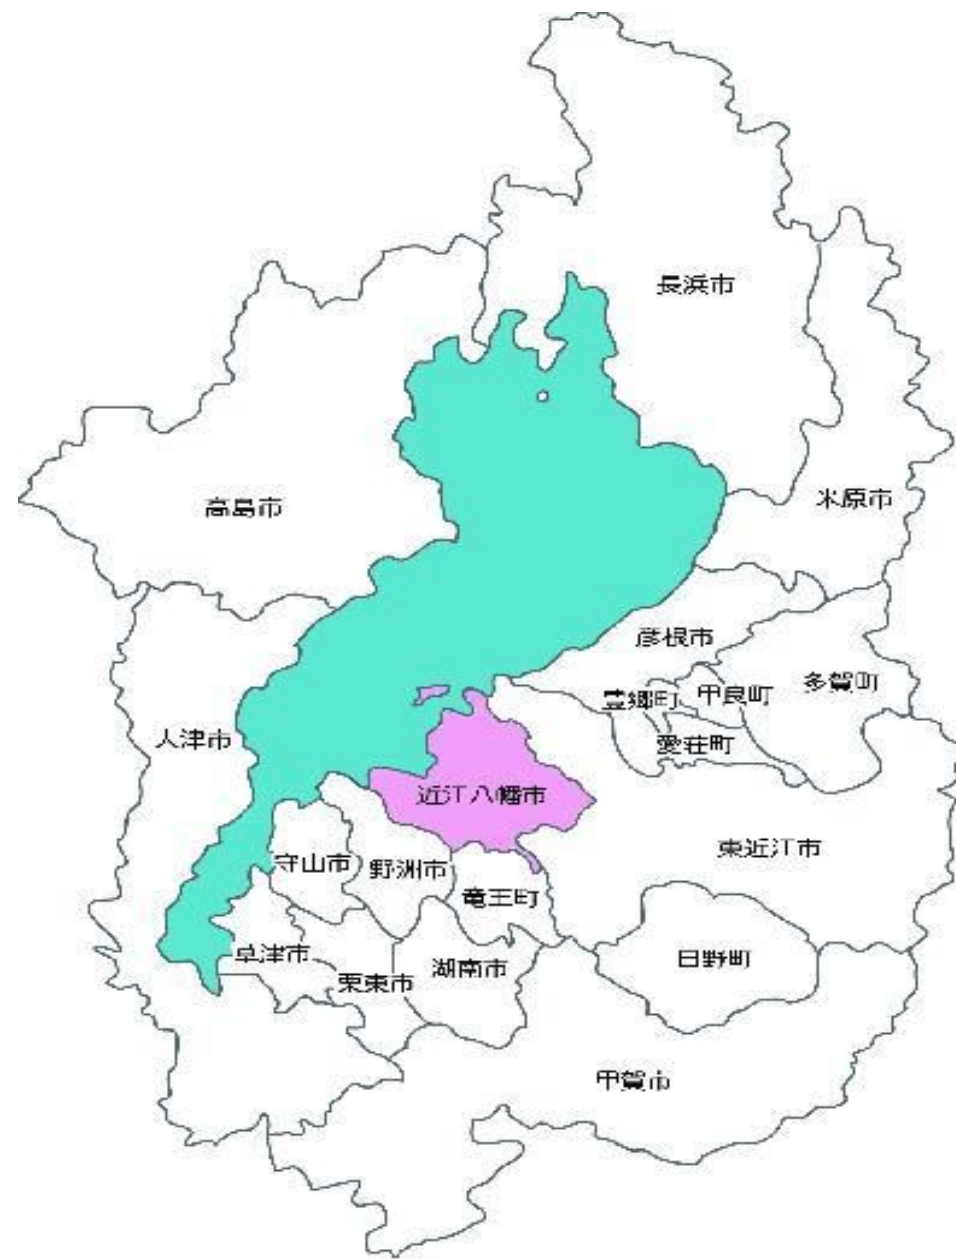 長浜市
米原市
高島市
彦根市
多賀町
豊郷町
甲良町
大津市
愛荘町
近江八幡市
東近江市
守山市
野洲市
竜王町
草津市
栗東市
湖南市
日野町
甲賀市